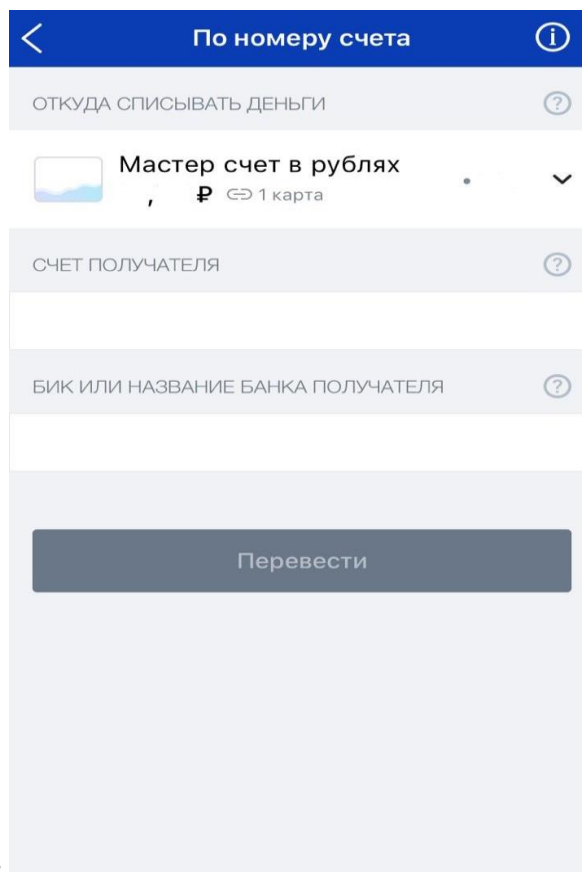 По номеру счета
ОТКУДА СПИСЫВАТЬ ДЕНЬГИ
Мастер счет в рублях
, ₽ 1 карта
СЧЕТ ПОЛУЧАТЕЛЯ
БИК ИЛИ НАЗВАНИЕ БАНКА ПОЛУЧАТЕЛЯ
Перевести